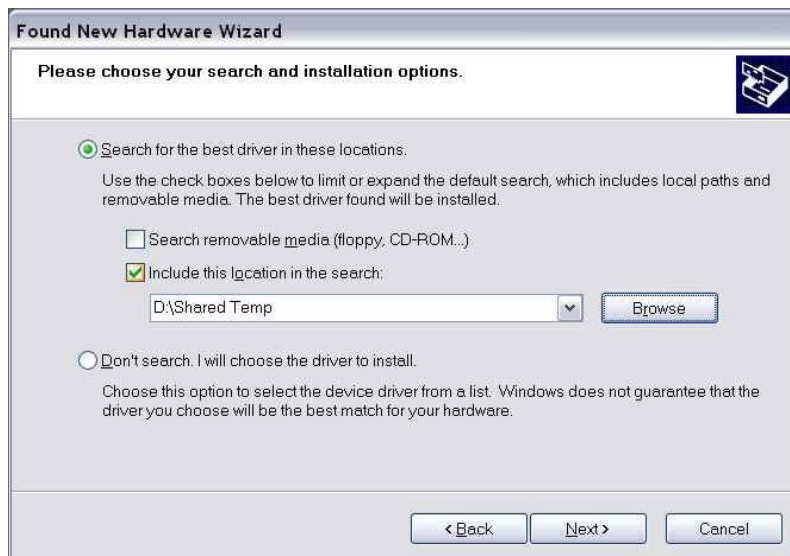 Found New Hardware Wizard
Please choose your search and installation options.
Search for the best driver in these locations.
Use the check boxes below to limit or expand the default search, which includes local paths and
removable media. The best driver found will be installed.
Search removable media (floppy, CD-ROM...)
Include this location in the search:
D:\Shared Temp
Browse
Don't search. I will choose the driver to install.
Choose this option to select the device driver from a list. Windows does not guarantee that the
driver you choose will be the best match for your hardware.
< Back
Next >
Cancel